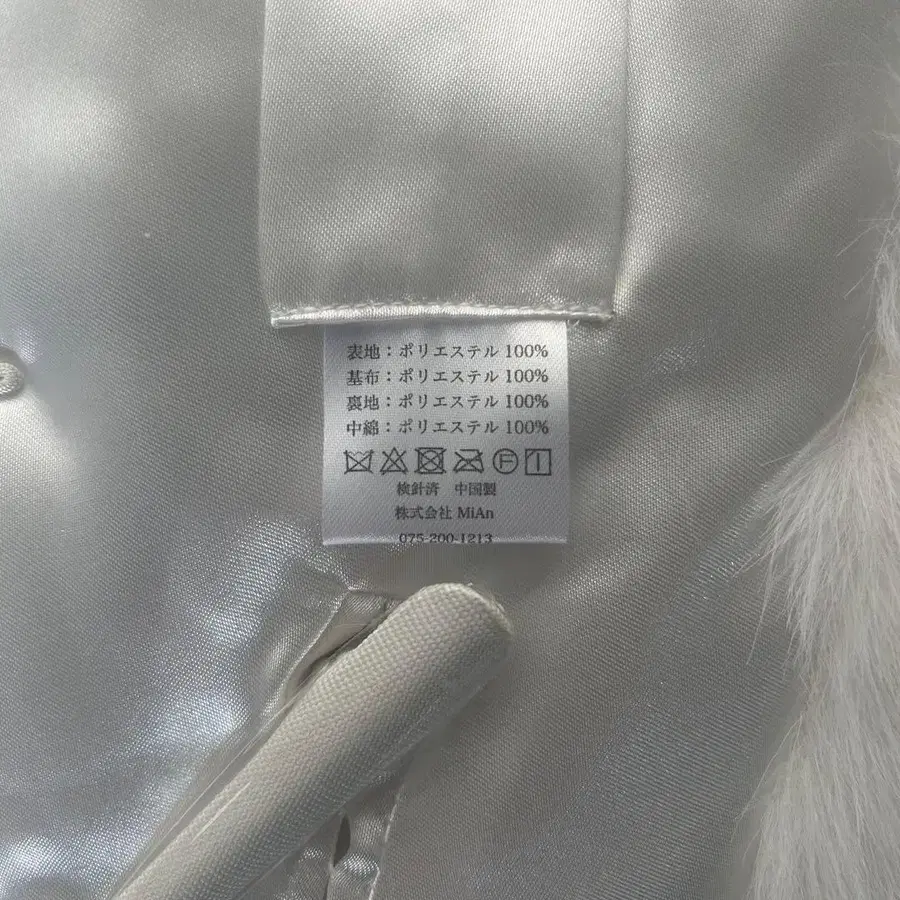 表地：ポリエステル 100%
基布：ポリエステル 100%
裏地：ポリエステル 100%
中綿：ポリエステル 100%
検針済 中国製
株式会社 MiAn
075-200-1213